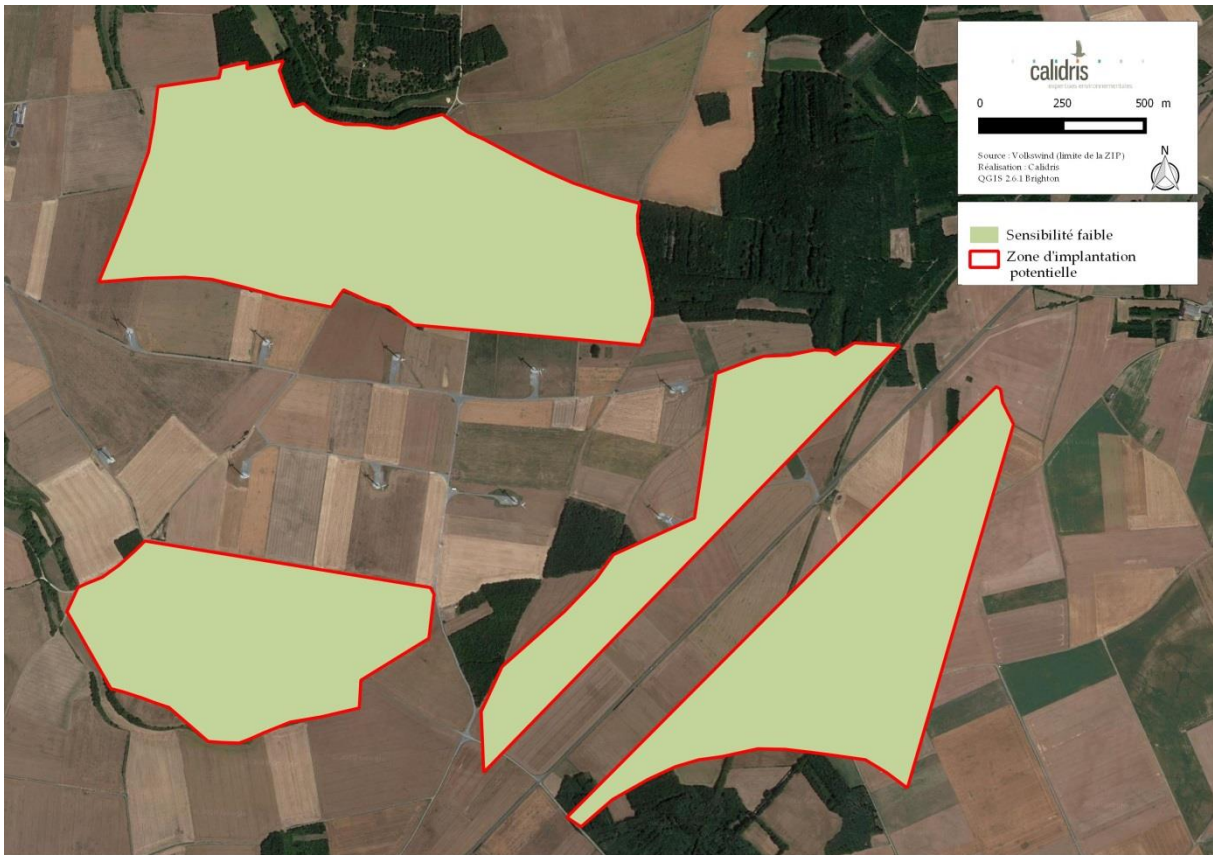 calidris
expertises environnementales
0 250 500 m
Source : Volkswind (limite de la ZIP)
Réalisation : Calidris
QGIS 2.6.1 Brighton
N
Sensibilité faible
Zone d'implantation
potentielle